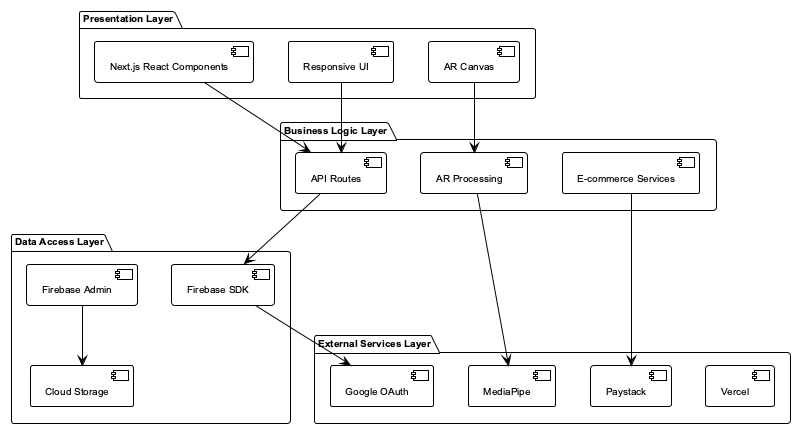 Presentation Layer
Next.js React Components
Responsive UI
AR Canvas
Business Logic Layer
API Routes
AR Processing
E-commerce Services
Data Access Layer
Firebase Admin
Firebase SDK
Cloud Storage
External Services Layer
Google OAuth
MediaPipe
Paystack
Vercel